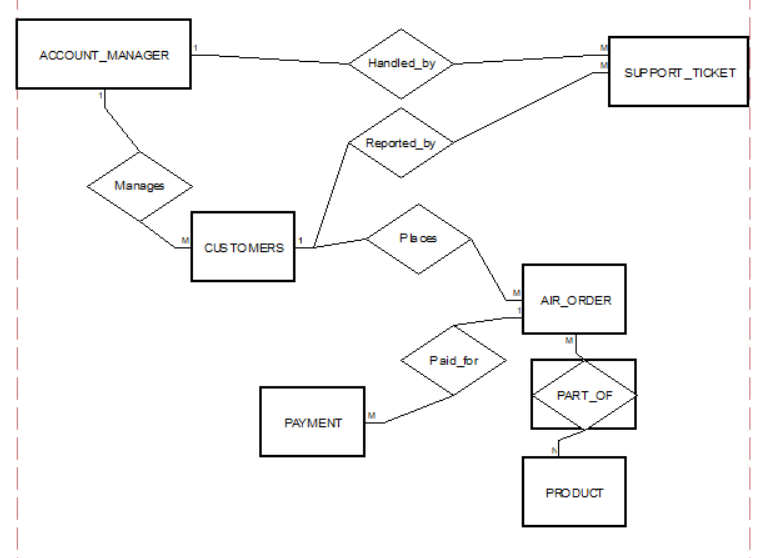 ACCOUNT_MANAGER
1
Handled_by
M
SUPPORT_TICKET
M
1
Reported_by
Manages
M
CUSTOMERS
1
Places
M
AIR_ORDER
1
M
Paid_for
PART_OF
PAYMENT
M
N
PRODUCT